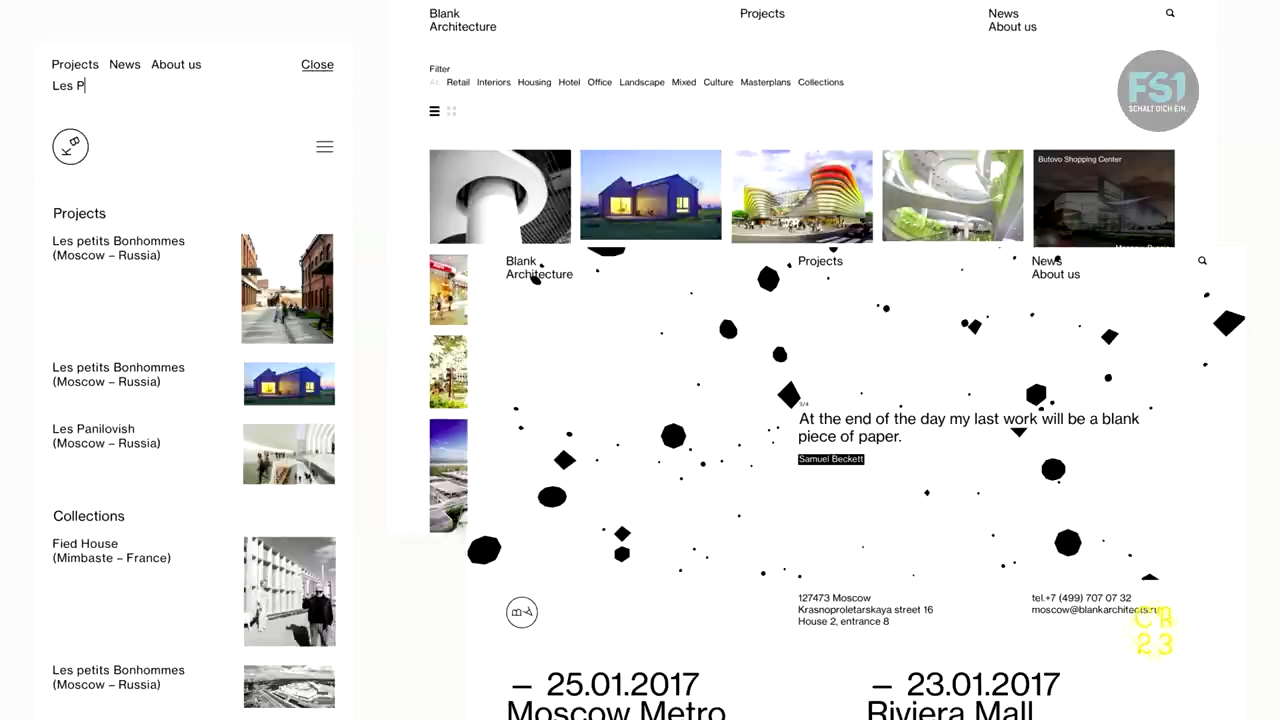 Projects News About us Close
Les P
K B
Projects
Les petits Bonhommes
(Moscow – Russia)
Les petits Bonhommes
(Moscow – Russia)
Les Panilovish
(Moscow – Russia)
Collections
Fied House
(Mimbaste – France)
Les petits Bonhommes
(Moscow – Russia)
Blank
Architecture
Projects
News
About us
Filter
All Retail Interiors Housing Hotel Office Landscape Mixed Culture Masterplans Collections
FS1
SCHALT DICH EIN.
Butovo Shopping Center
Moscow Russia
Blank
Architecture
Projects
News
About us
At the end of the day my last work will be a blank
piece of paper.
Samuel Beckett
B A
127473 Moscow
Krasnoproletarskaya street 16
House 2, entrance 8
tel.+7 (499) 707 07 32
moscow@blankarchitects.ru
CR
23
— 25.01.2017
Moscow Metro
— 23.01.2017
Riviera Mall